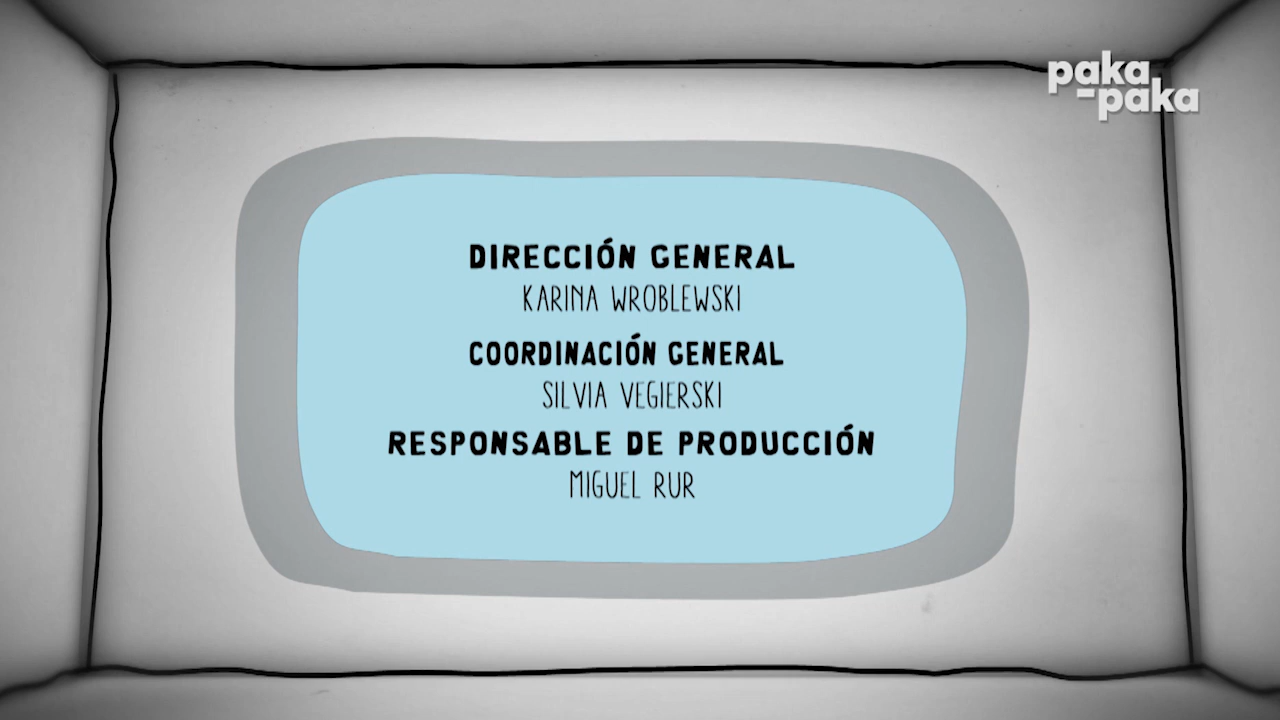 paka
-paka
DIRECCIÓN GENERAL
KARINA WROBLEWSKI
COORDINACIÓN GENERAL
SILVIA VEGIERSKI
RESPONSABLE DE PRODUCCIÓN
MIGUEL RUR